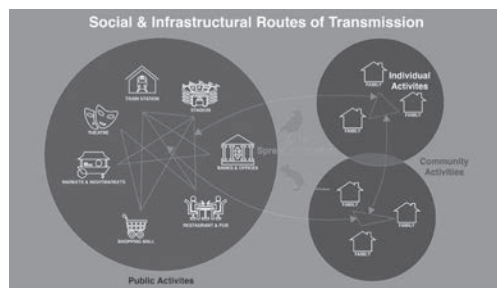 Social & Infrastructural Routes of Transmission
TRAIN STATION
STADIUM
THEATRE
BANKS & OFFICES
MARKETS & NIGHTMARKETS
RESTAURANT & PUB
SHOPPING MALL
Public Activites
FAMILY
Individual
Activites
FAMILY
FAMILY
Community
Activities
FAMILY
FAMILY
FAMILY